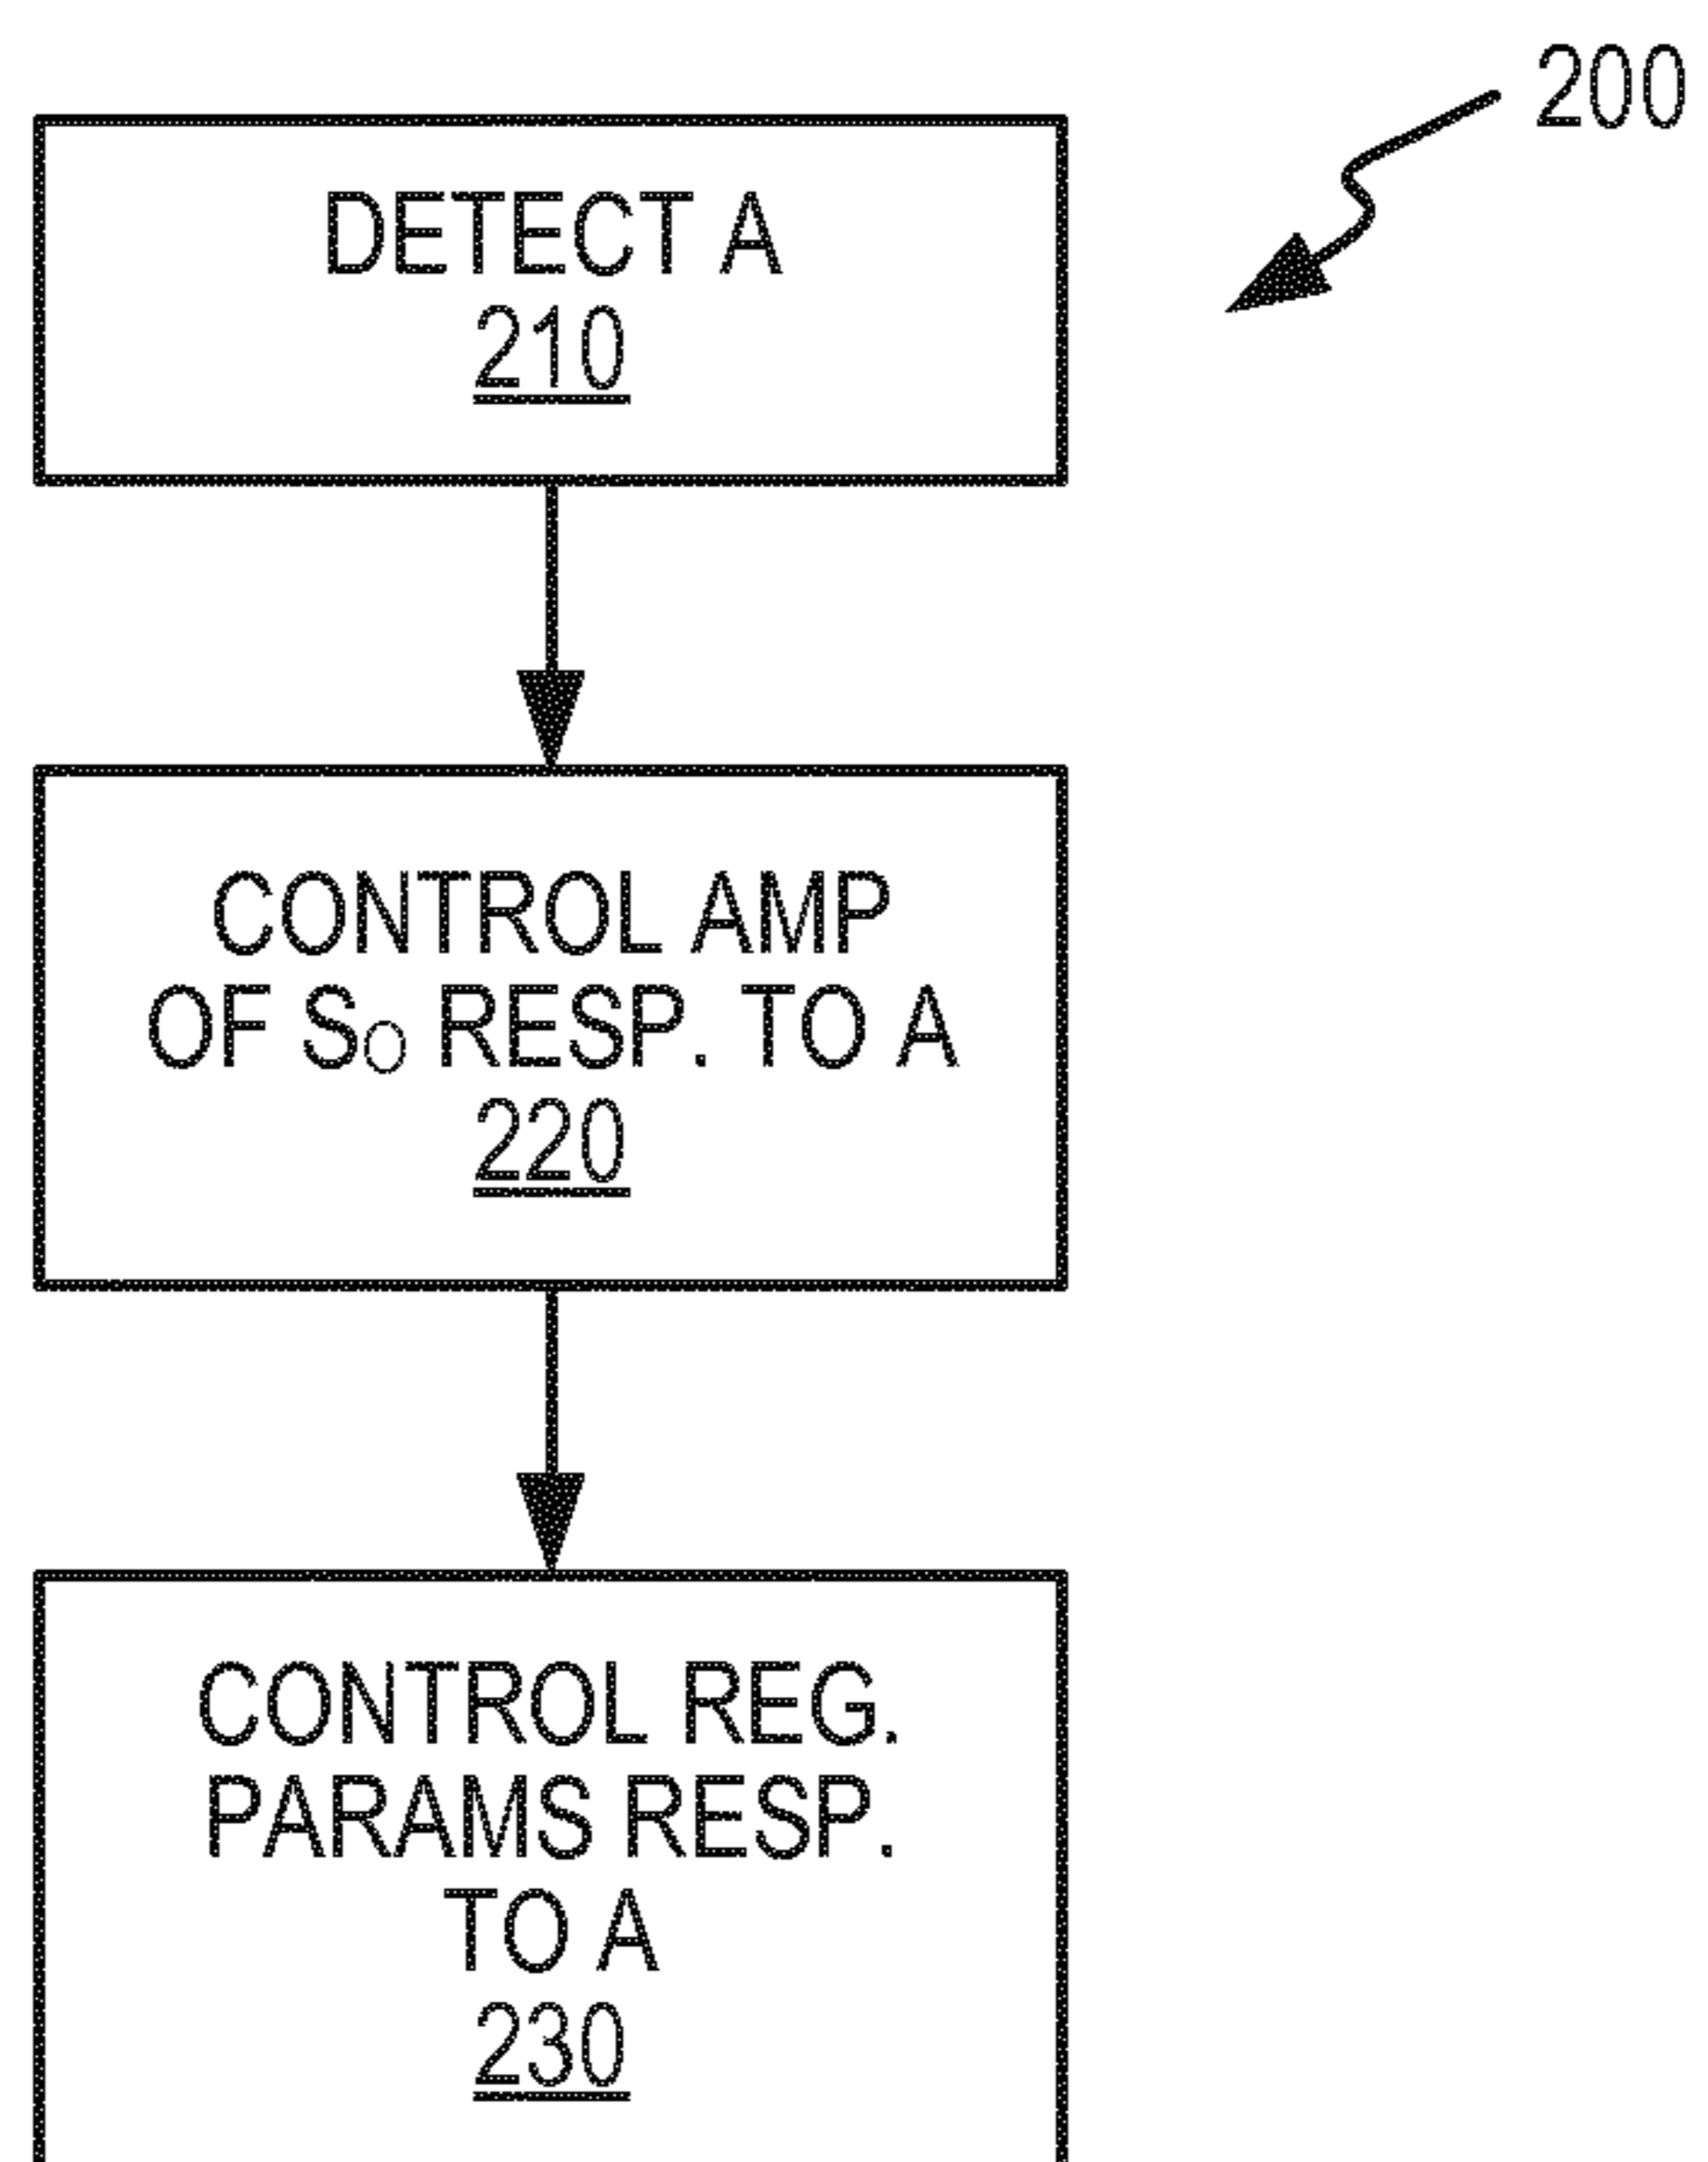 200
DETECT A
210
CONTROL AMP
OF SO RESP. TO A
220
CONTROL REG.
PARAMS RESP.
TO A
230